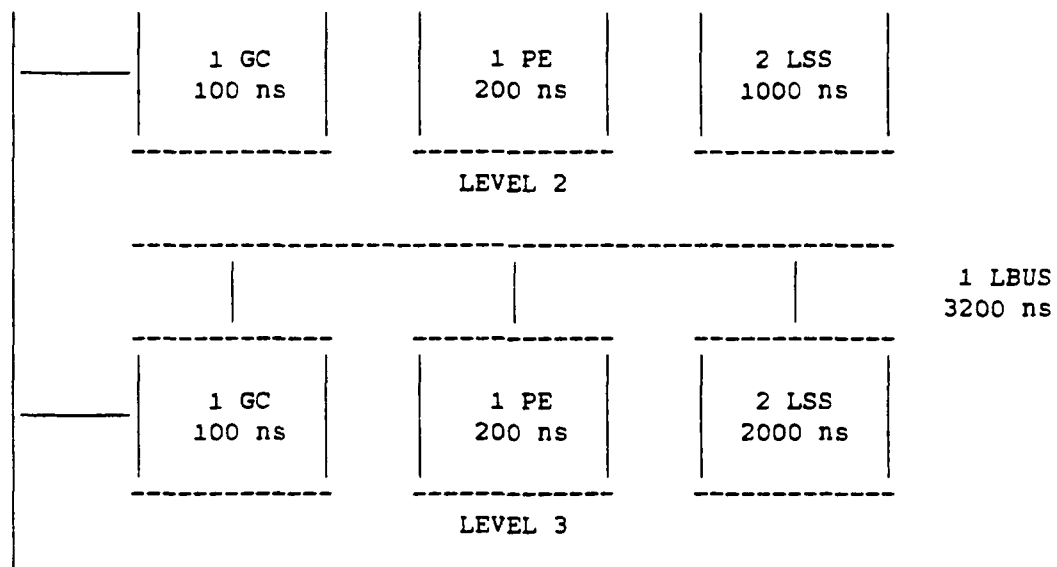 1 GC 1 PE 2 LSS
100 ns 200 ns 1000 ns
LEVEL 2
1 LBUS
3200 ns
1 GC 1 PE 2 LSS
100 ns 200 ns 2000 ns
LEVEL 3